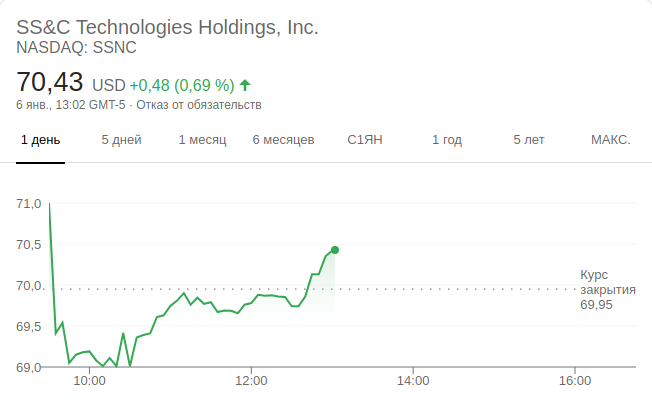 SS&C Technologies Holdings, Inc.
NASDAQ: SSNC
70,43 USD +0,48 (0,69 %)
6 янв., 13:02 GMT-5 · Отказ от обязательств
1 день 5 дней 1 месяц 6 месяцев С1ЯН 1 год 5 лет МАКС.
71,0
70,5
70,0
69,5
69,0
Курс
закрытия
69,95
10:00 12:00 14:00 16:00